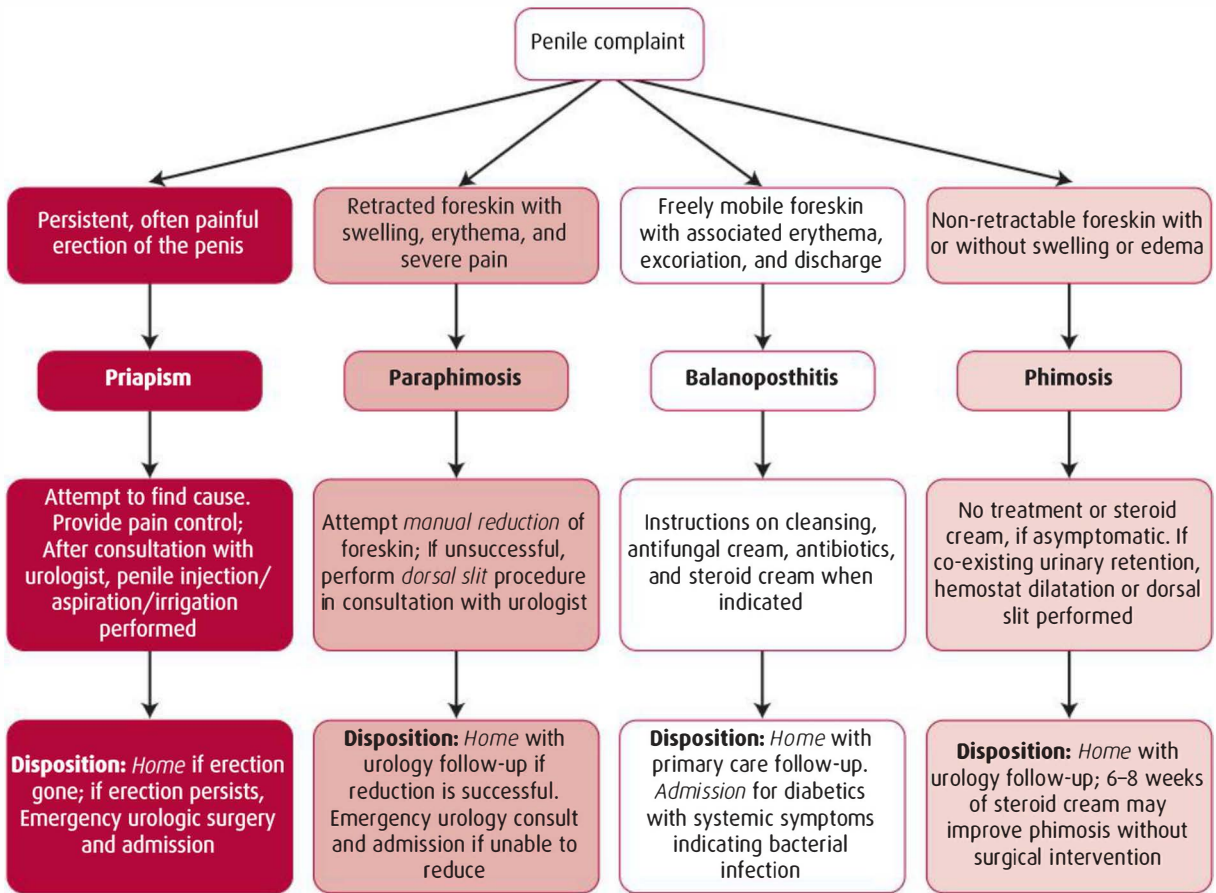 Penile complaint
Persistent, often painful
erection of the penis
Retracted foreskin with
swelling, erythema, and
severe pain
Freely mobile foreskin
with associated erythema,
excoriation, and discharge
Non-retractable foreskin with
or without swelling or edema
Priapism
Paraphimosis
Balanoposthitis
Phimosis
Attempt to find cause.
Provide pain control;
After consultation with
urologist, penile injection/
aspiration/irrigation
performed
Attempt manual reduction of
foreskin; If unsuccessful,
perform dorsal slit procedure
in consultation with urologist
Instructions on cleansing,
antifungal cream, antibiotics,
and steroid cream when
indicated
No treatment or steroid
cream, if asymptomatic. If
co-existing urinary retention,
hemostat dilatation or dorsal
slit performed
Disposition: Home if erection
gone; if erection persists,
Emergency urologic surgery
and admission
Disposition: Home with
urology follow-up if
reduction is successful.
Emergency urology consult
and admission if unable to
reduce
Disposition: Home with
primary care follow-up.
Admission for diabetics
with systemic symptoms
indicating bacterial
infection
Disposition: Home with
urology follow-up; 6–8 weeks
of steroid cream may
improve phimosis without
surgical intervention